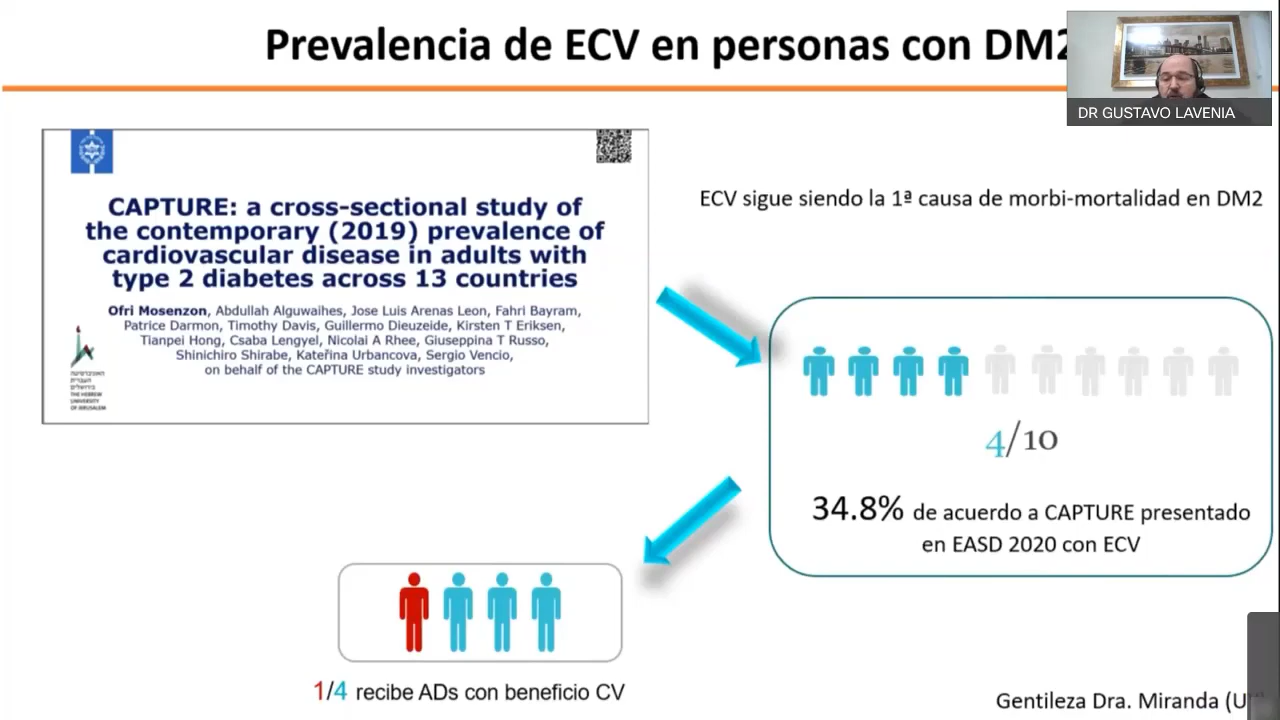 Prevalencia de ECV en personas con DM2
DR GUSTAVO LAVENIA
CAPTURE: a cross-sectional study of
the contemporary (2019) prevalence of
cardiovascular disease in adults with
type 2 diabetes across 13 countries
Ofri Mosenzon, Abdullah Alguwaihes, Jose Luis Arenas Leon, Fahri Bayram,
Patrice Darmon, Timothy Davis, Guillermo Dieuzeide, Kirsten T Eriksen,
Tianpei Hong, Csaba Lengyel, Nicolai A Rhee, Giuseppina T Russo,
Shinichiro Shirabe, Kateřina Urbancova, Sergio Vencio,
on behalf of the CAPTURE study investigators
האוניברסיטה
העברית
בירושלים
THE HEBREW
UNIVERSITY
OF JERUSALEM
ECV sigue siendo la 1ª causa de morbi-mortalidad en DM2
4/10
34.8% de acuerdo a CAPTURE presentado
en EASD 2020 con ECV
1/4 recibe ADs con beneficio CV
Gentileza Dra. Miranda